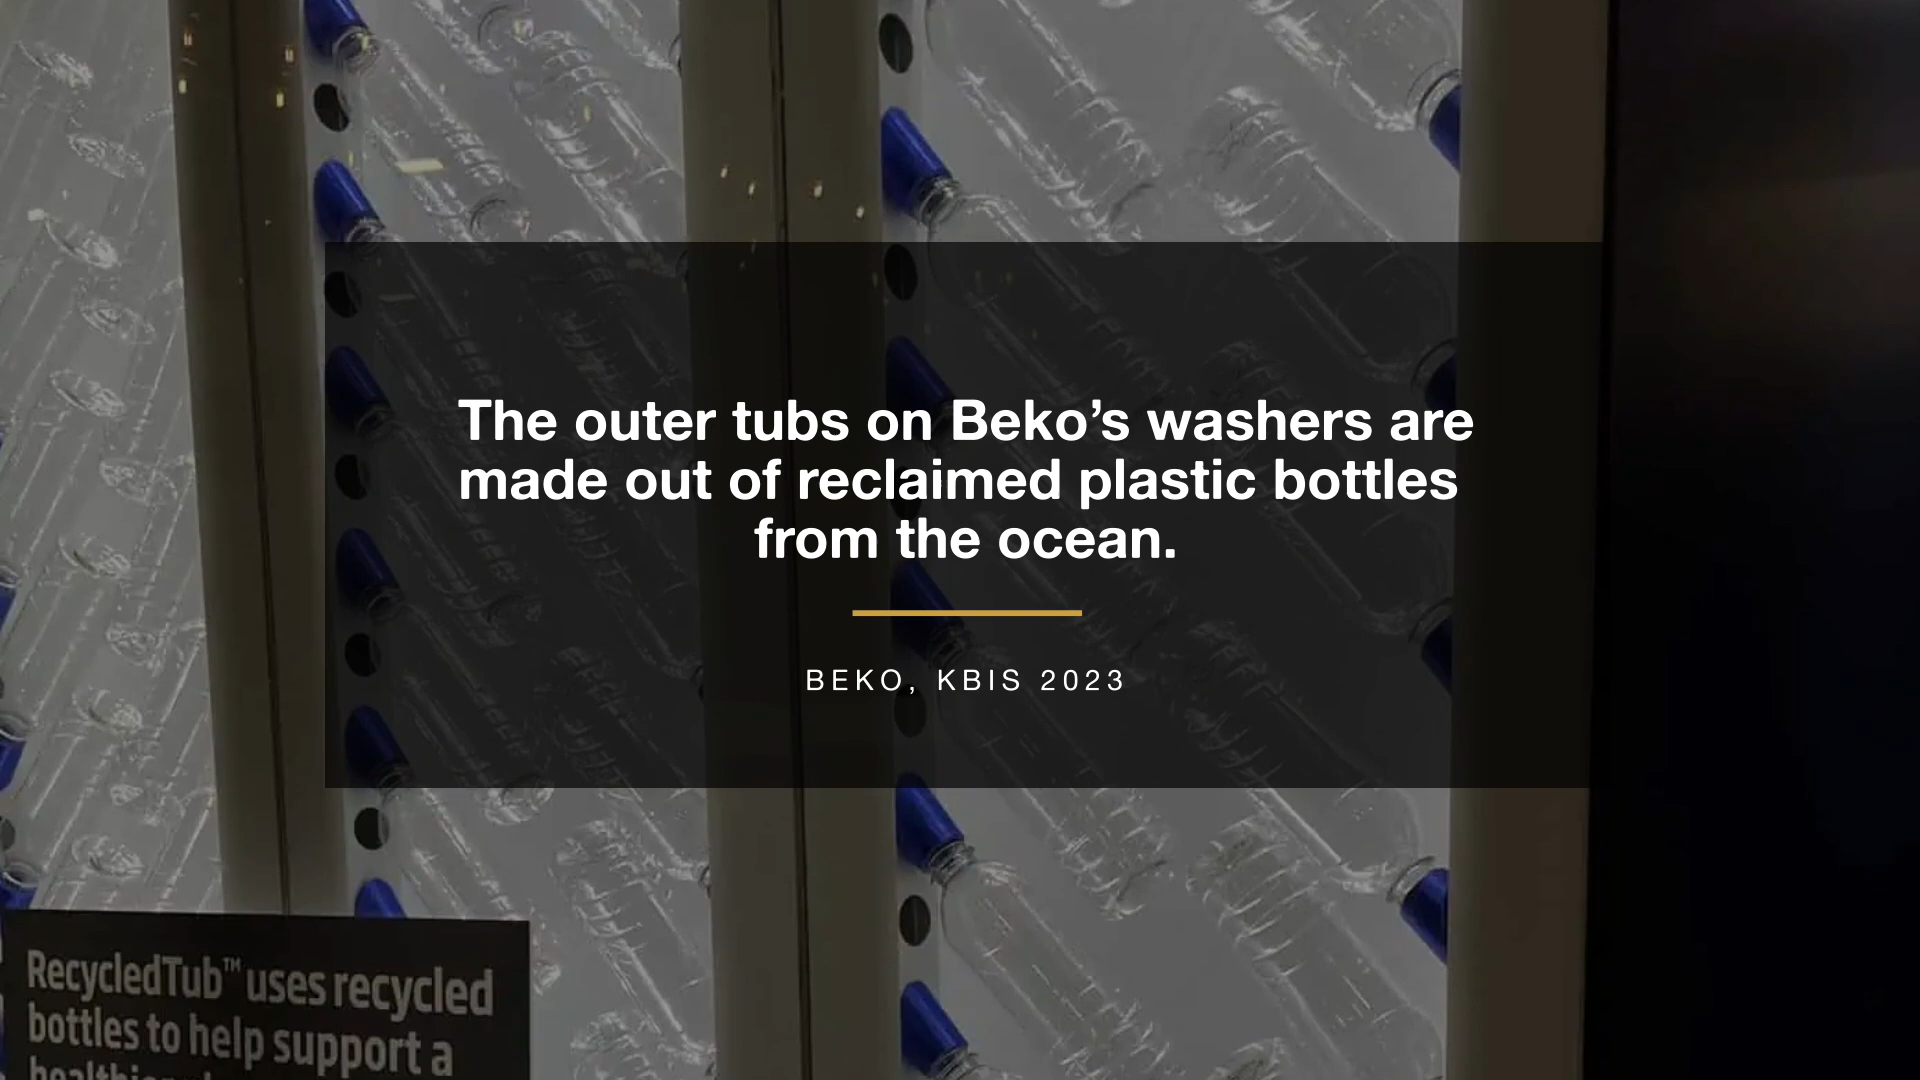 The outer tubs on Beko’s washers are
made out of reclaimed plastic bottles
from the ocean.
BEKO, KBIS 2023
RecycledTub™ uses recycled
bottles to help support a